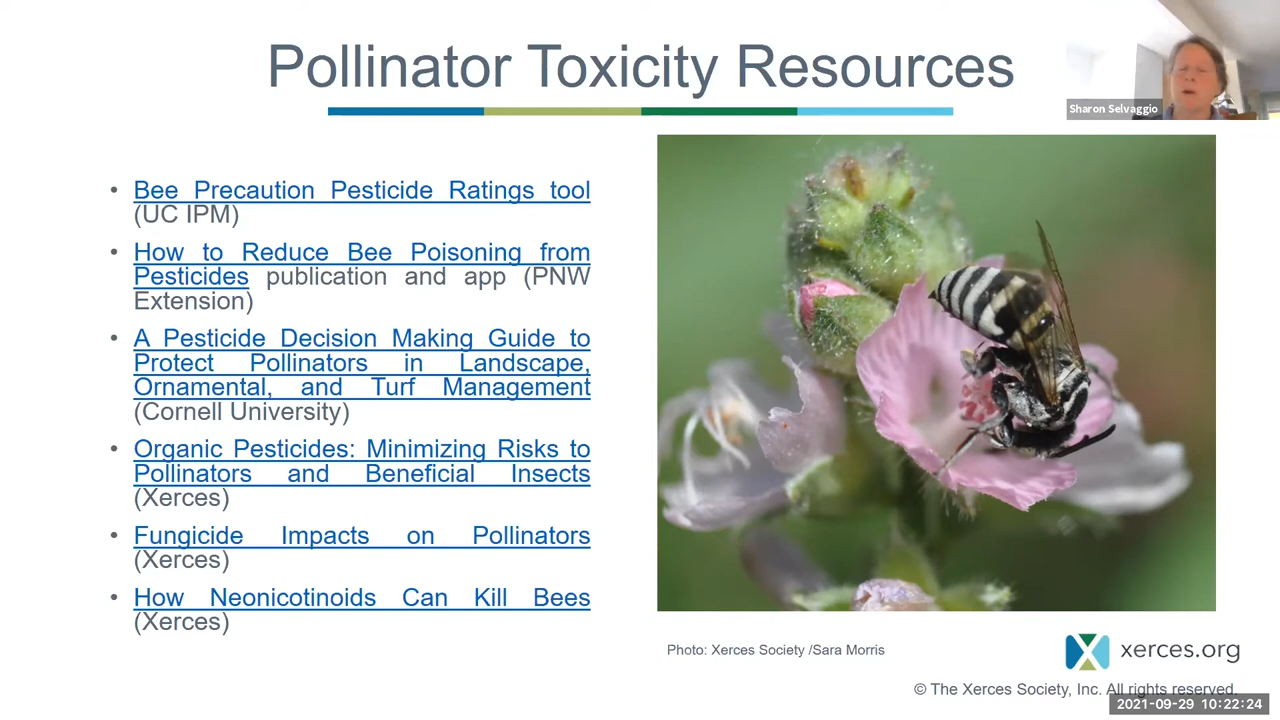 Pollinator Toxicity Resources
Sharon Selvaggio
• Bee Precaution Pesticide Ratings tool
(UC IPM)
• How to Reduce Bee Poisoning from
Pesticides publication and app (PNW
Extension)
• A Pesticide Decision Making Guide to
Protect Pollinators in Landscape,
Ornamental, and Turf Management
(Cornell University)
• Organic Pesticides: Minimizing Risks to
Pollinators and Beneficial Insects
(Xerces)
• Fungicide Impacts on Pollinators
(Xerces)
• How Neonicotinoids Can Kill Bees
(Xerces)
Photo: Xerces Society /Sara Morris
xerces.org
© The Xerces Society, Inc. All rights reserved.
2021-09-29 10:22:24